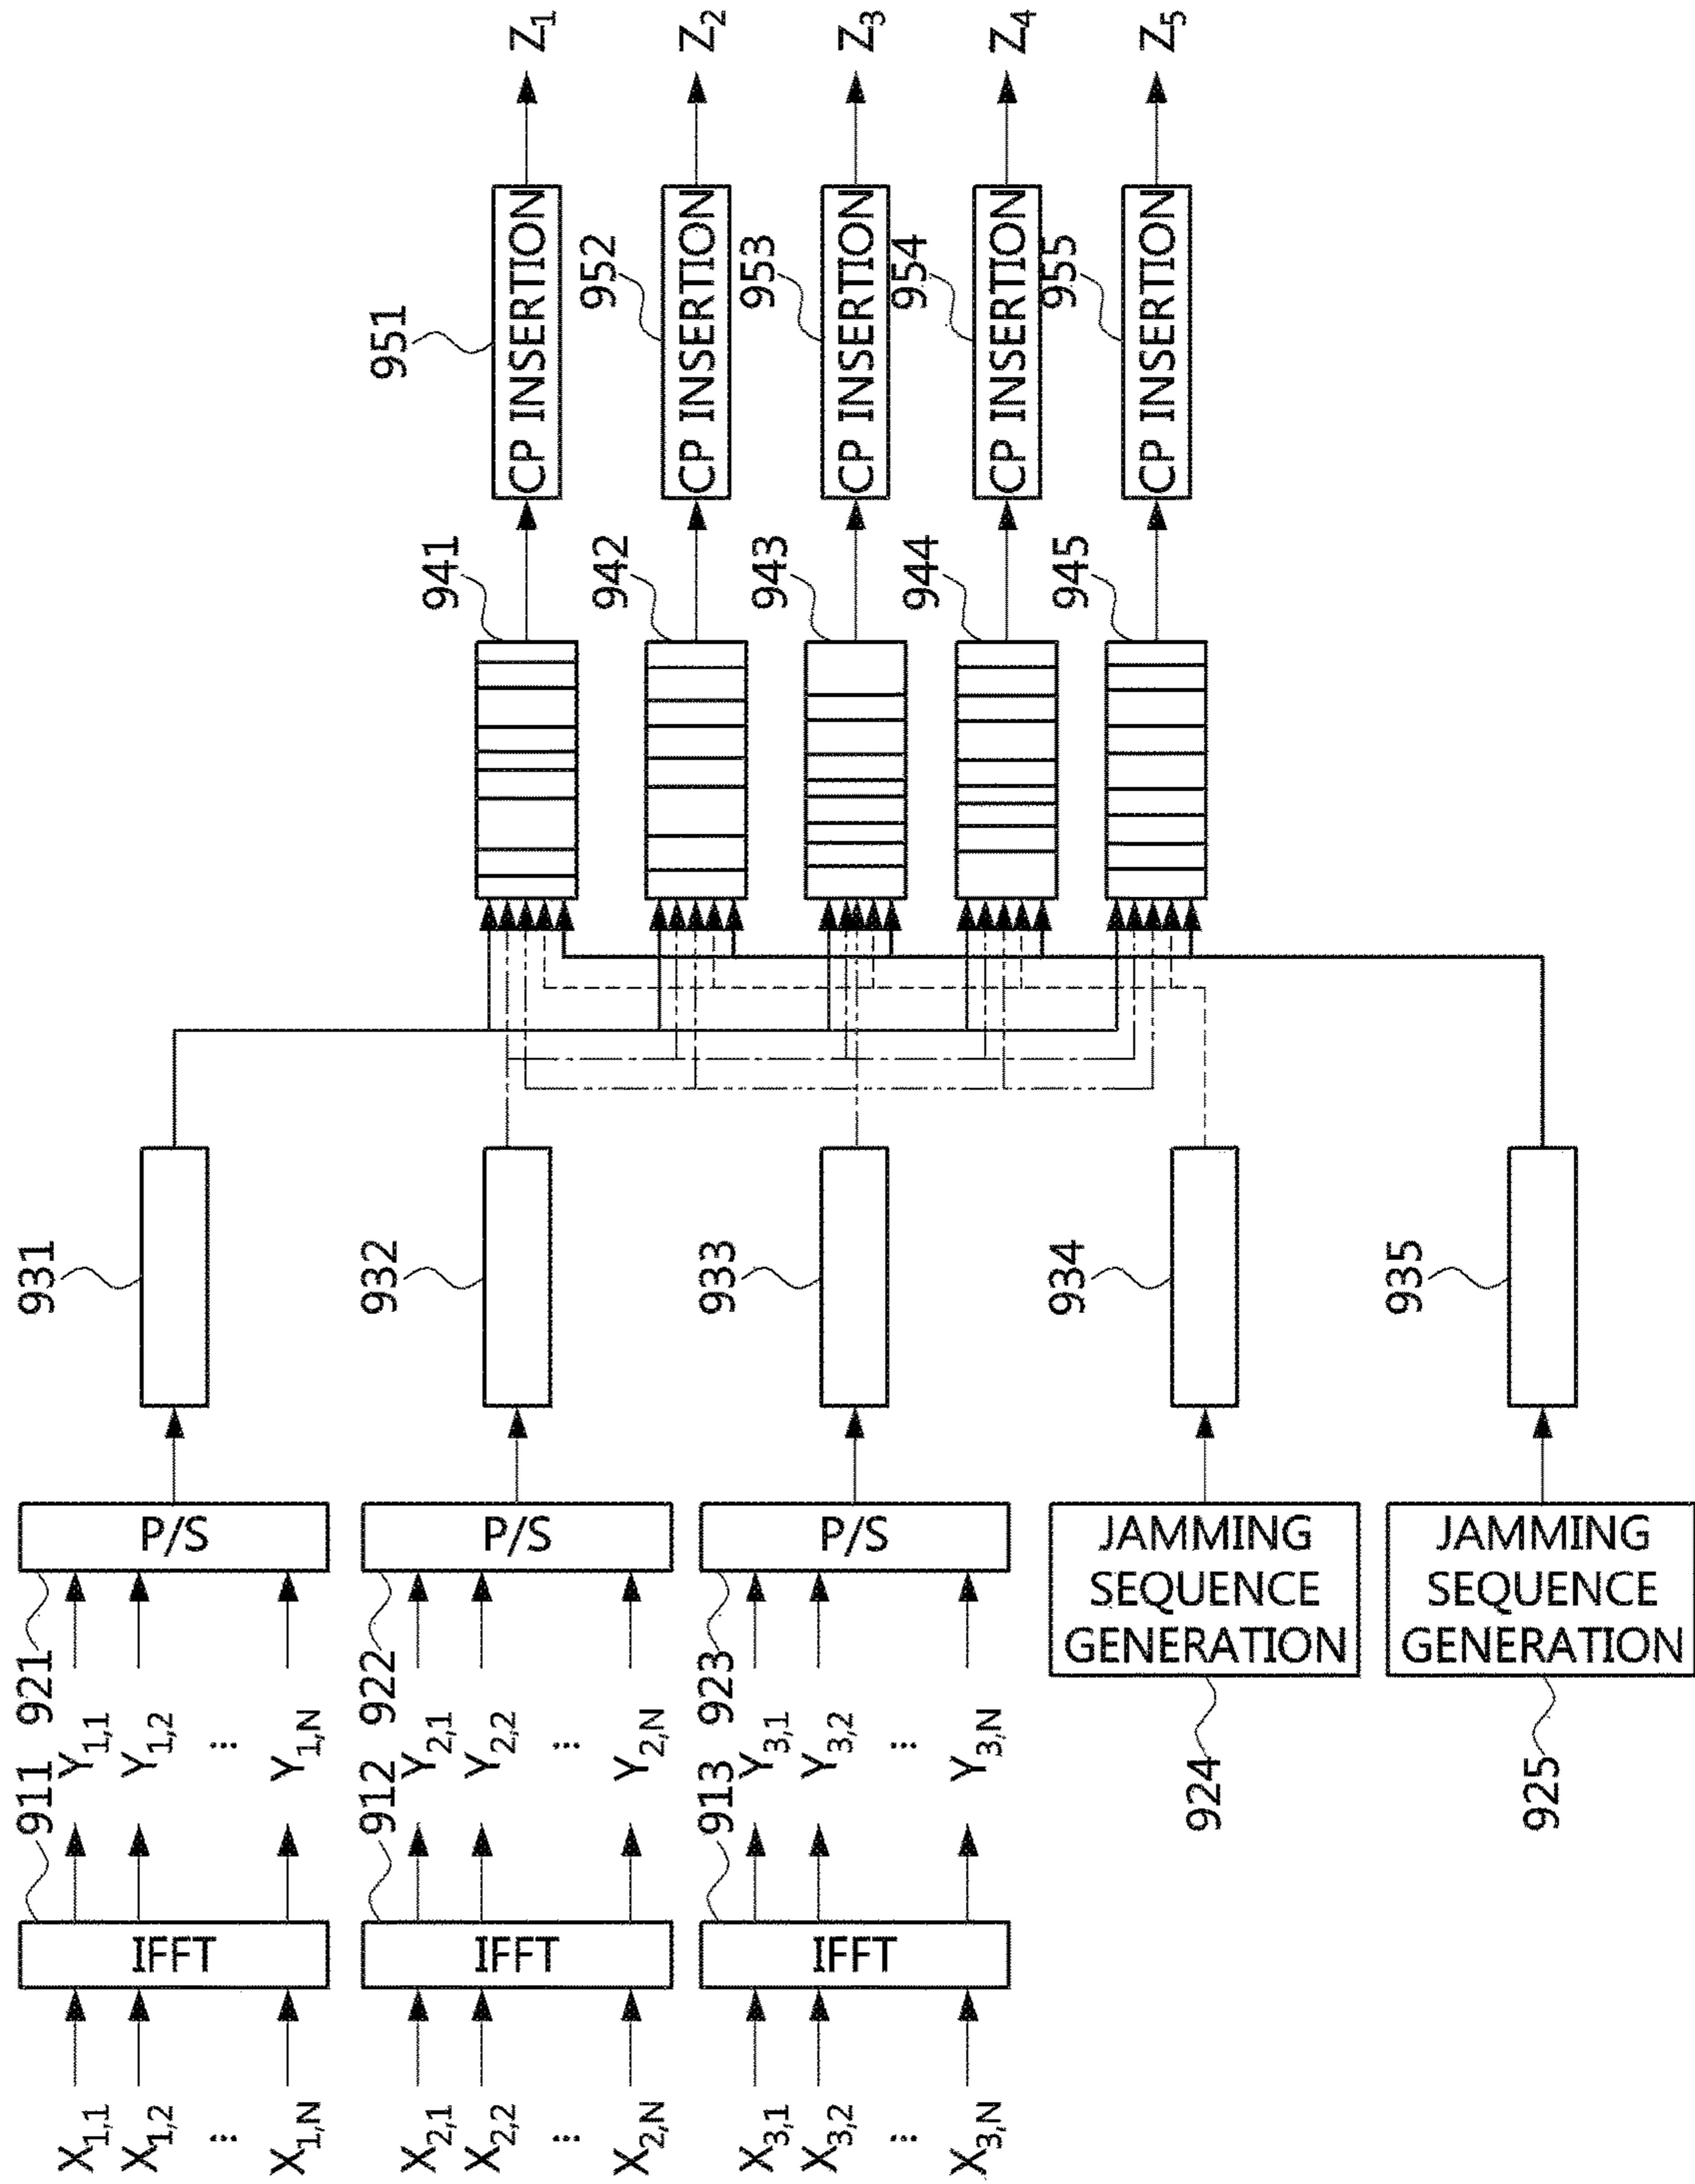 Z1
Z2
Z3
Z4
Z5
951
CP INSERTION
952
CP INSERTION
953
CP INSERTION
954
CP INSERTION
955
CP INSERTION
941
942
943
944
945
931
932
933
934
935
P/S
P/S
P/S
JAMMING
SEQUENCE
GENERATION
JAMMING
SEQUENCE
GENERATION
921
922
923
924
925
Y1,1
Y1,2
...
Y1,N
Y2,1
Y2,2
...
Y2,N
Y3,1
Y3,2
...
Y3,N
911
912
913
IFFT
IFFT
IFFT
X1,1
X1,2
...
X1,N
X2,1
X2,2
...
X2,N
X3,1
X3,2
...
X3,N